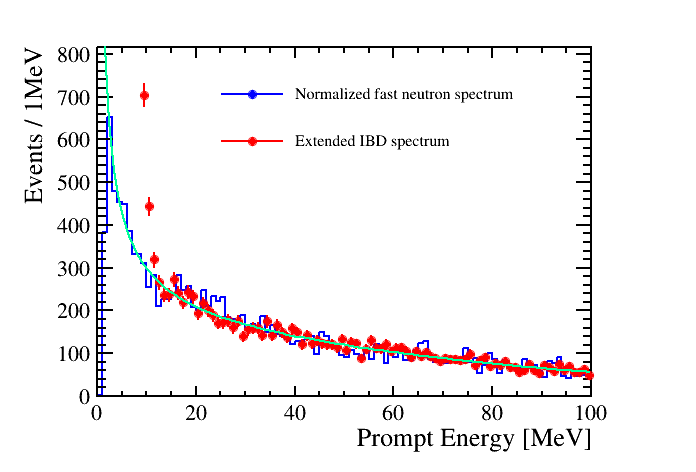 Events / 1MeV
800
700
600
500
400
300
200
100
0
Normalized fast neutron spectrum
Extended IBD spectrum
0 20 40 60 80 100
Prompt Energy [MeV]